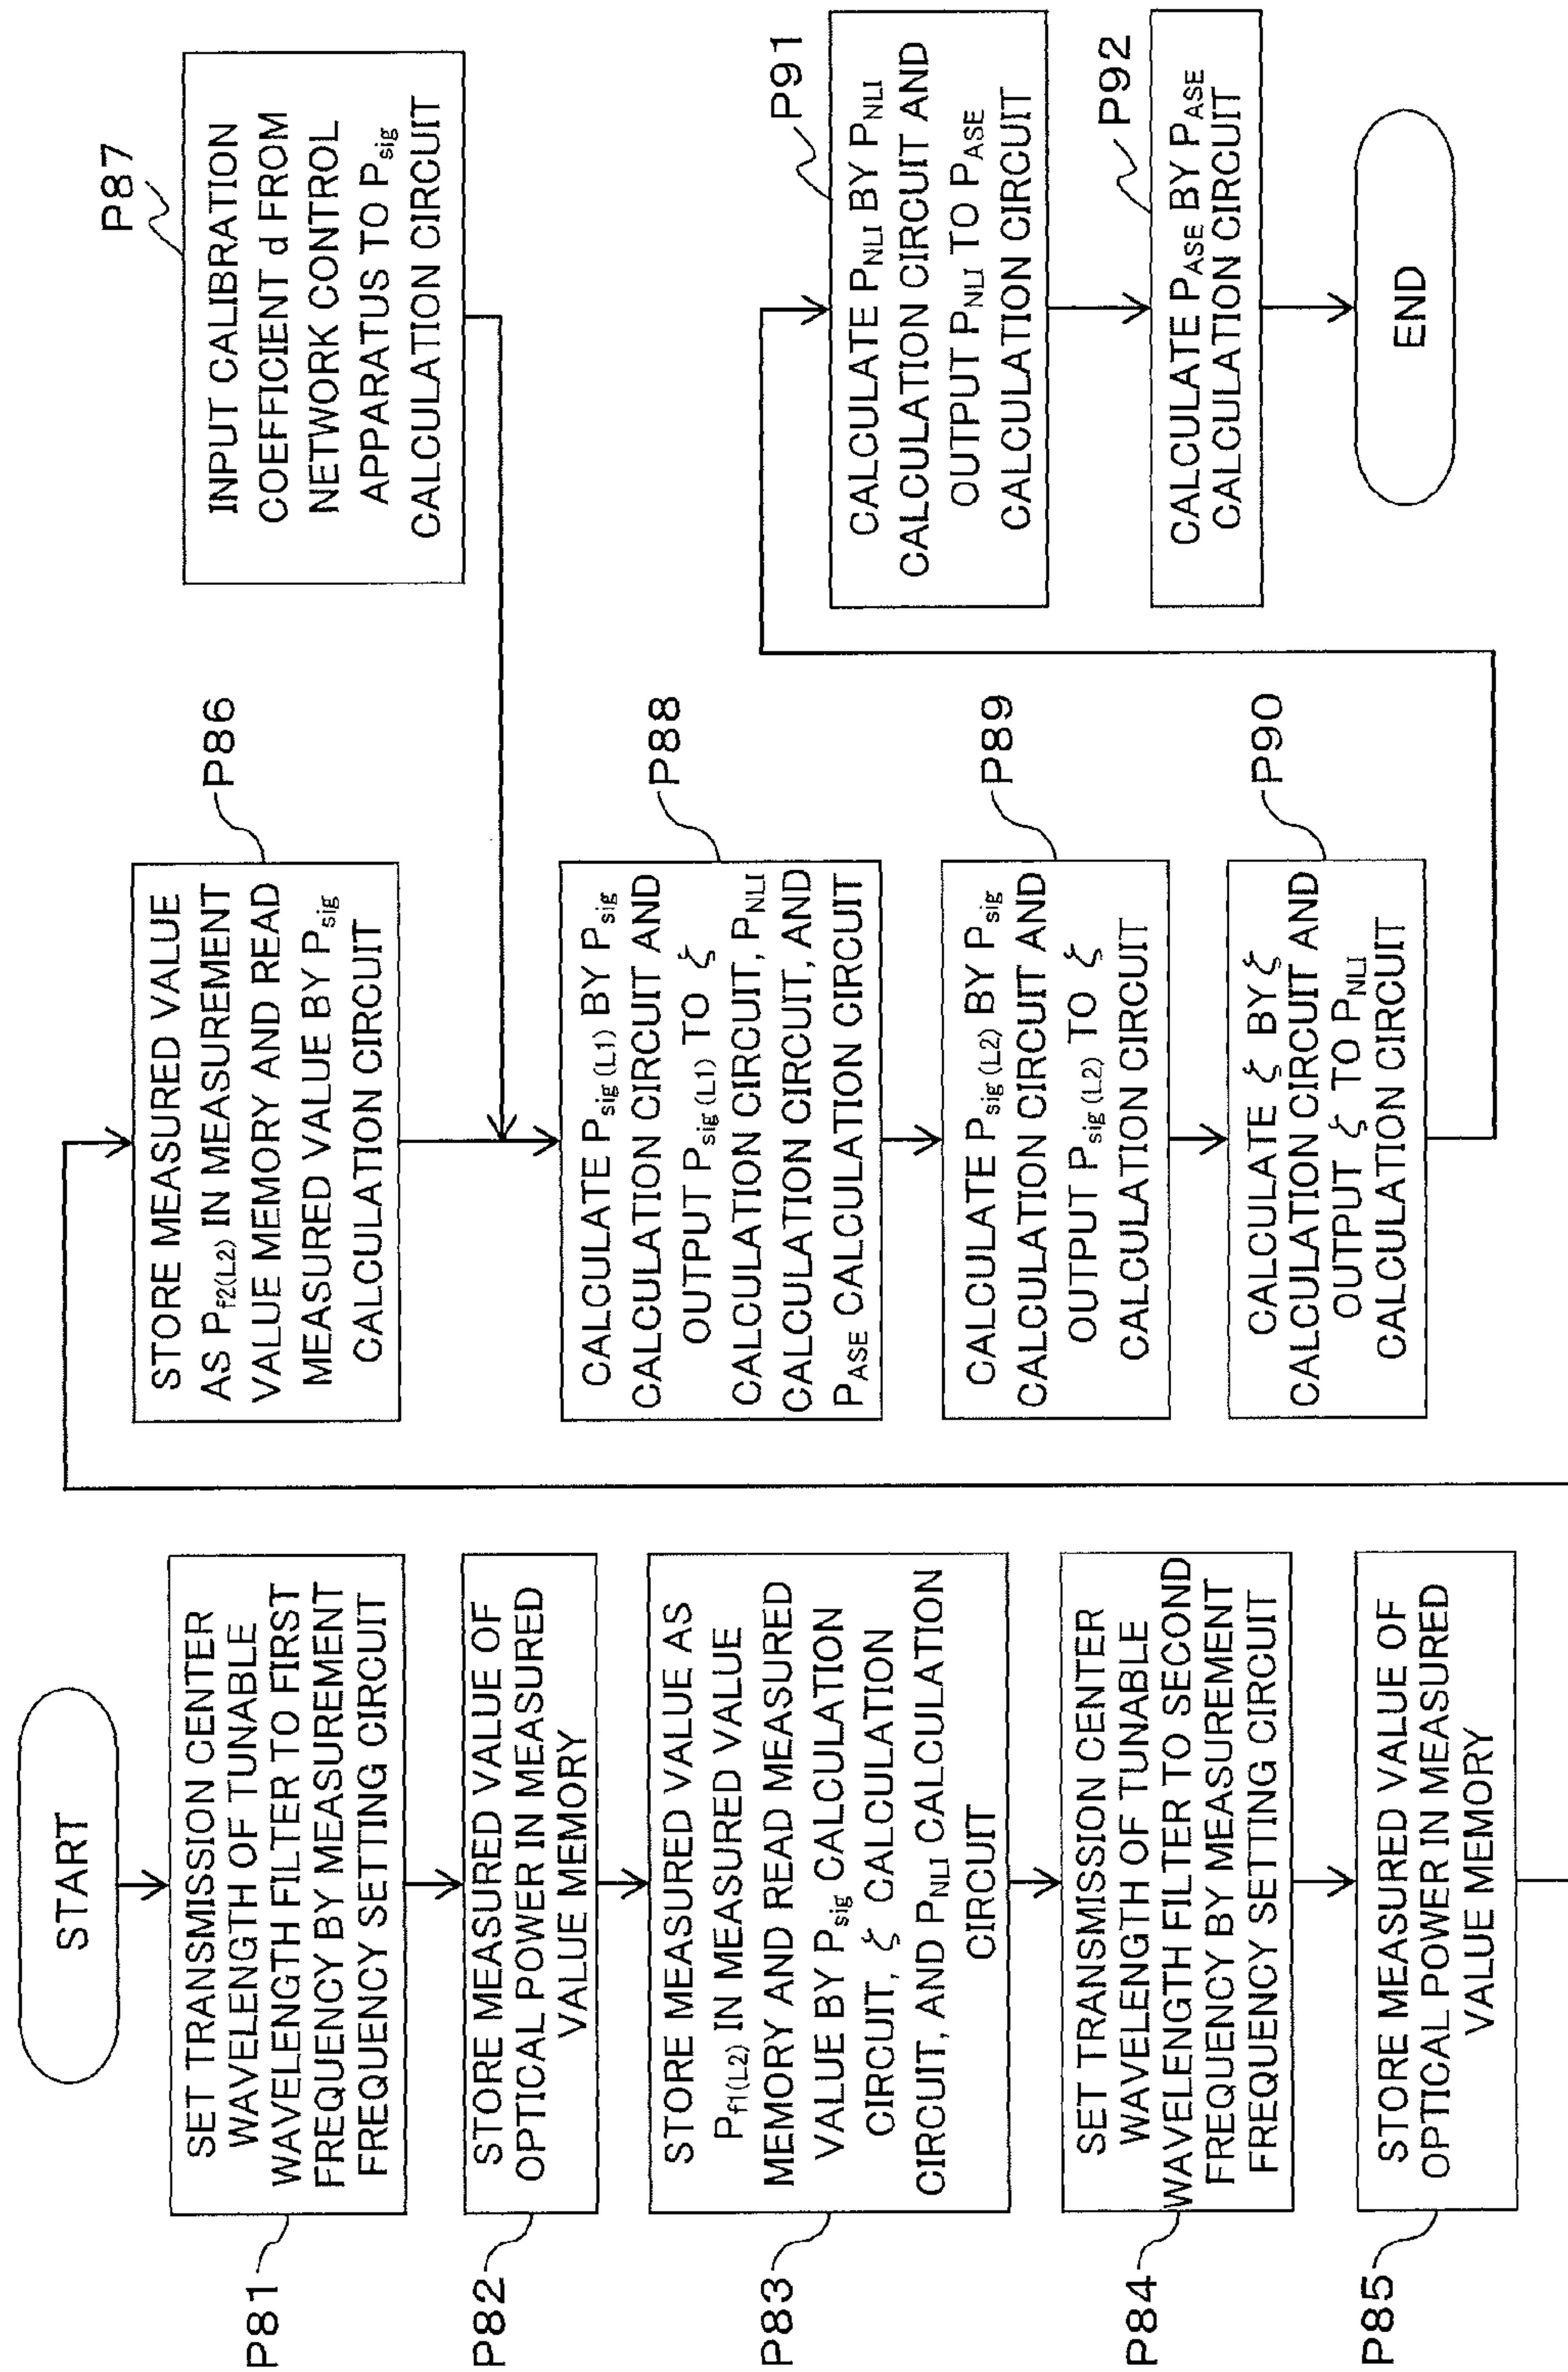 START
SET TRANSMISSION CENTER
WAVELENGTH OF TUNABLE
WAVELENGTH FILTER TO FIRST
FREQUENCY BY MEASUREMENT
FREQUENCY SETTING CIRCUIT
P81
STORE MEASURED VALUE OF
OPTICAL POWER IN MEASURED
VALUE MEMORY
P82
STORE MEASURED VALUE AS
Pf1(L2) IN MEASURED VALUE
MEMORY AND READ MEASURED
VALUE BY Psig CALCULATION
CIRCUIT, ζ CALCULATION
CIRCUIT, AND PNLI CALCULATION
CIRCUIT
P83
SET TRANSMISSION CENTER
WAVELENGTH OF TUNABLE
WAVELENGTH FILTER TO SECOND
FREQUENCY BY MEASUREMENT
FREQUENCY SETTING CIRCUIT
P84
STORE MEASURED VALUE OF
OPTICAL POWER IN MEASURED
VALUE MEMORY
P85
STORE MEASURED VALUE
AS Pf2(L2) IN MEASUREMENT
VALUE MEMORY AND READ
MEASURED VALUE BY Psig
CALCULATION CIRCUIT
P86
INPUT CALIBRATION
COEFFICIENT d FROM
NETWORK CONTROL
APPARATUS TO Psig
CALCULATION CIRCUIT
P87
CALCULATE Psig (L1) BY Psig
CALCULATION CIRCUIT AND
OUTPUT Psig (L1) TO ζ
CALCULATION CIRCUIT, PNLI
CALCULATION CIRCUIT, AND
PASE CALCULATION CIRCUIT
P88
CALCULATE Psig (L2) BY Psig
CALCULATION CIRCUIT AND
OUTPUT Psig (L2) TO ζ
CALCULATION CIRCUIT
P89
CALCULATE ζ BY ζ
CALCULATION CIRCUIT AND
OUTPUT ζ TO PNLI
CALCULATION CIRCUIT
P90
CALCULATE PNLI BY PNLI
CALCULATION CIRCUIT AND
OUTPUT PNLI TO PASE
CALCULATION CIRCUIT
P91
CALCULATE PASE BY PASE
CALCULATION CIRCUIT
P92
END